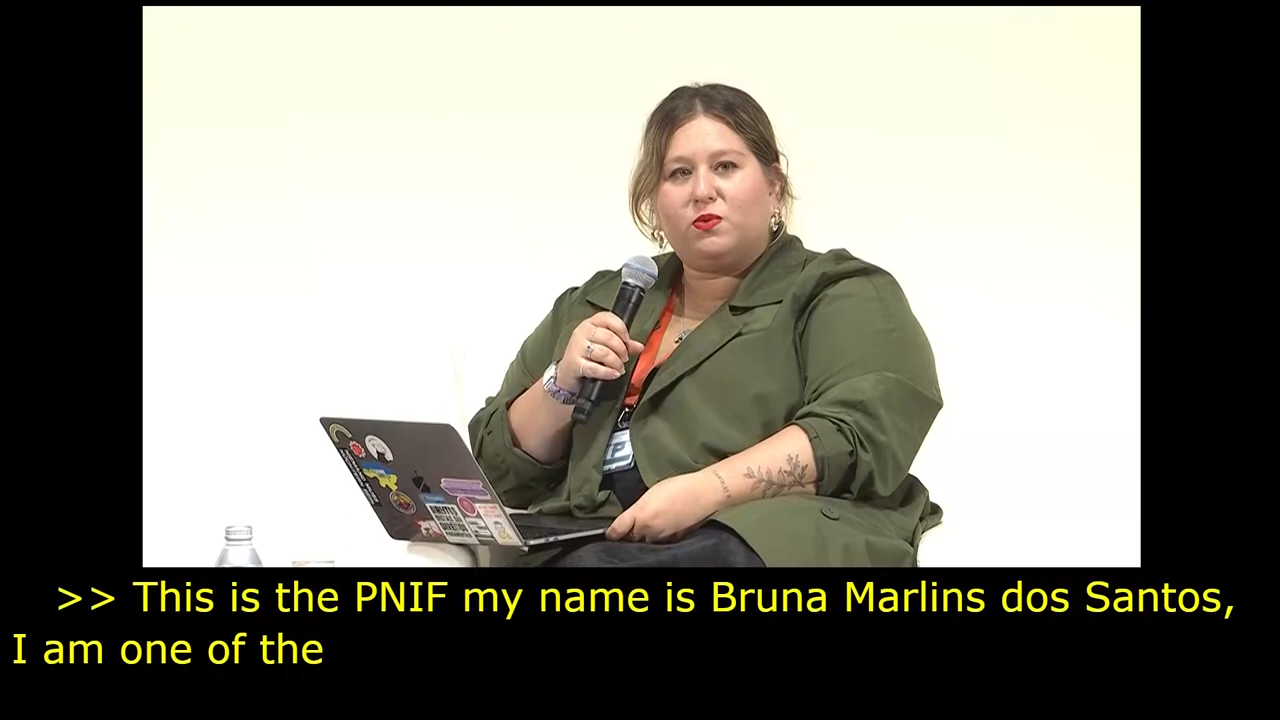 >> This is the PNIF my name is Bruna Marlins dos Santos,
I am one of the